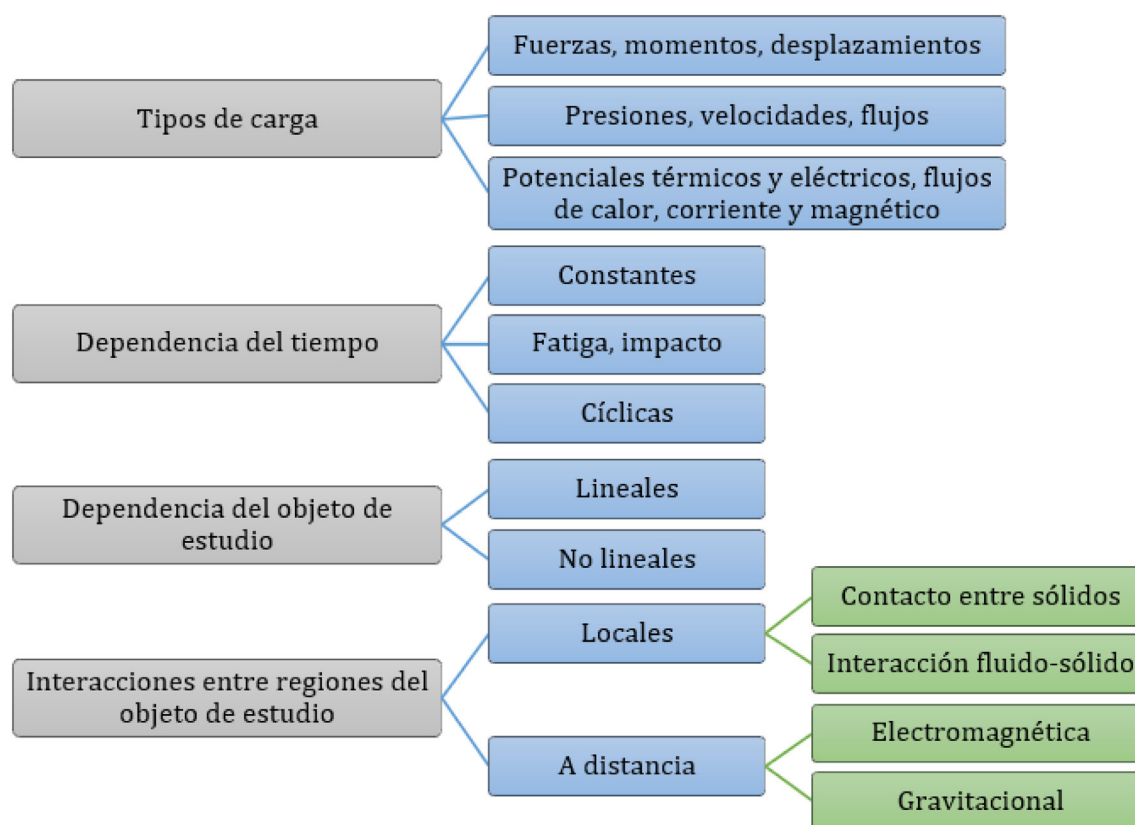 Tipos de carga
Fuerzas, momentos, desplazamientos
Presiones, velocidades, flujos
Potenciales térmicos y eléctricos, flujos
de calor, corriente y magnético
Dependencia del tiempo
Constantes
Fatiga, impacto
Cíclicas
Dependencia del objeto de
estudio
Lineales
No lineales
Interacciones entre regiones del
objeto de estudio
Locales
Contacto entre sólidos
Interacción fluido-sólido
A distancia
Electromagnética
Gravitacional